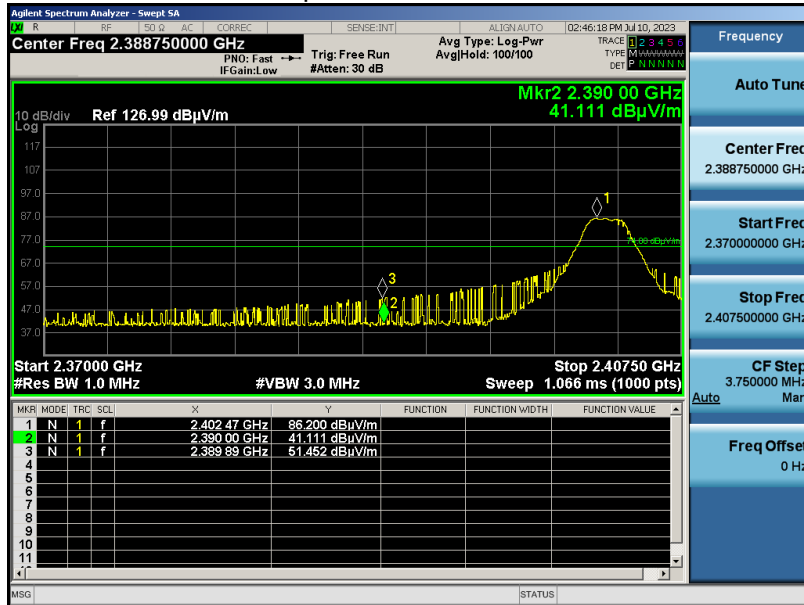 Agilent Spectrum Analyzer - Swept SA
LXI R RF 50 Ω AC CORREC SENSE:INT ALIGN AUTO 02:46:18 PM Jul 10, 2023
Center Freq 2.388750000 GHz
PNO: Fast
IFGain:Low
Trig: Free Run
#Atten: 30 dB
Avg Type: Log-Pwr
Avg|Hold: 100/100
TRACE 1 2 3 4 5 6
TYPE M
DET P N N N N N
Mkr2 2.390 00 GHz
41.111 dBμV/m
10 dB/div Ref 126.99 dBμV/m
Log
117
107
97.0
87.0
77.0
67.0
57.0
47.0
37.0
1
74.00 dBμV/m
3
2
Start 2.37000 GHz Stop 2.40750 GHz
#Res BW 1.0 MHz #VBW 3.0 MHz Sweep 1.066 ms (1000 pts)
MKR MODE TRC SCL X Y FUNCTION FUNCTION WIDTH FUNCTION VALUE
1 N 1 f 2.402 47 GHz 86.200 dBμV/m
2 N 1 f 2.390 00 GHz 41.111 dBμV/m
3 N 1 f 2.389 89 GHz 51.452 dBμV/m
4
5
6
7
8
9
10
11
MSG STATUS
Frequency
Auto Tune
Center Freq
2.388750000 GHz
Start Freq
2.370000000 GHz
Stop Freq
2.407500000 GHz
CF Step
3.750000 MHz
Auto Man
Freq Offset
0 Hz